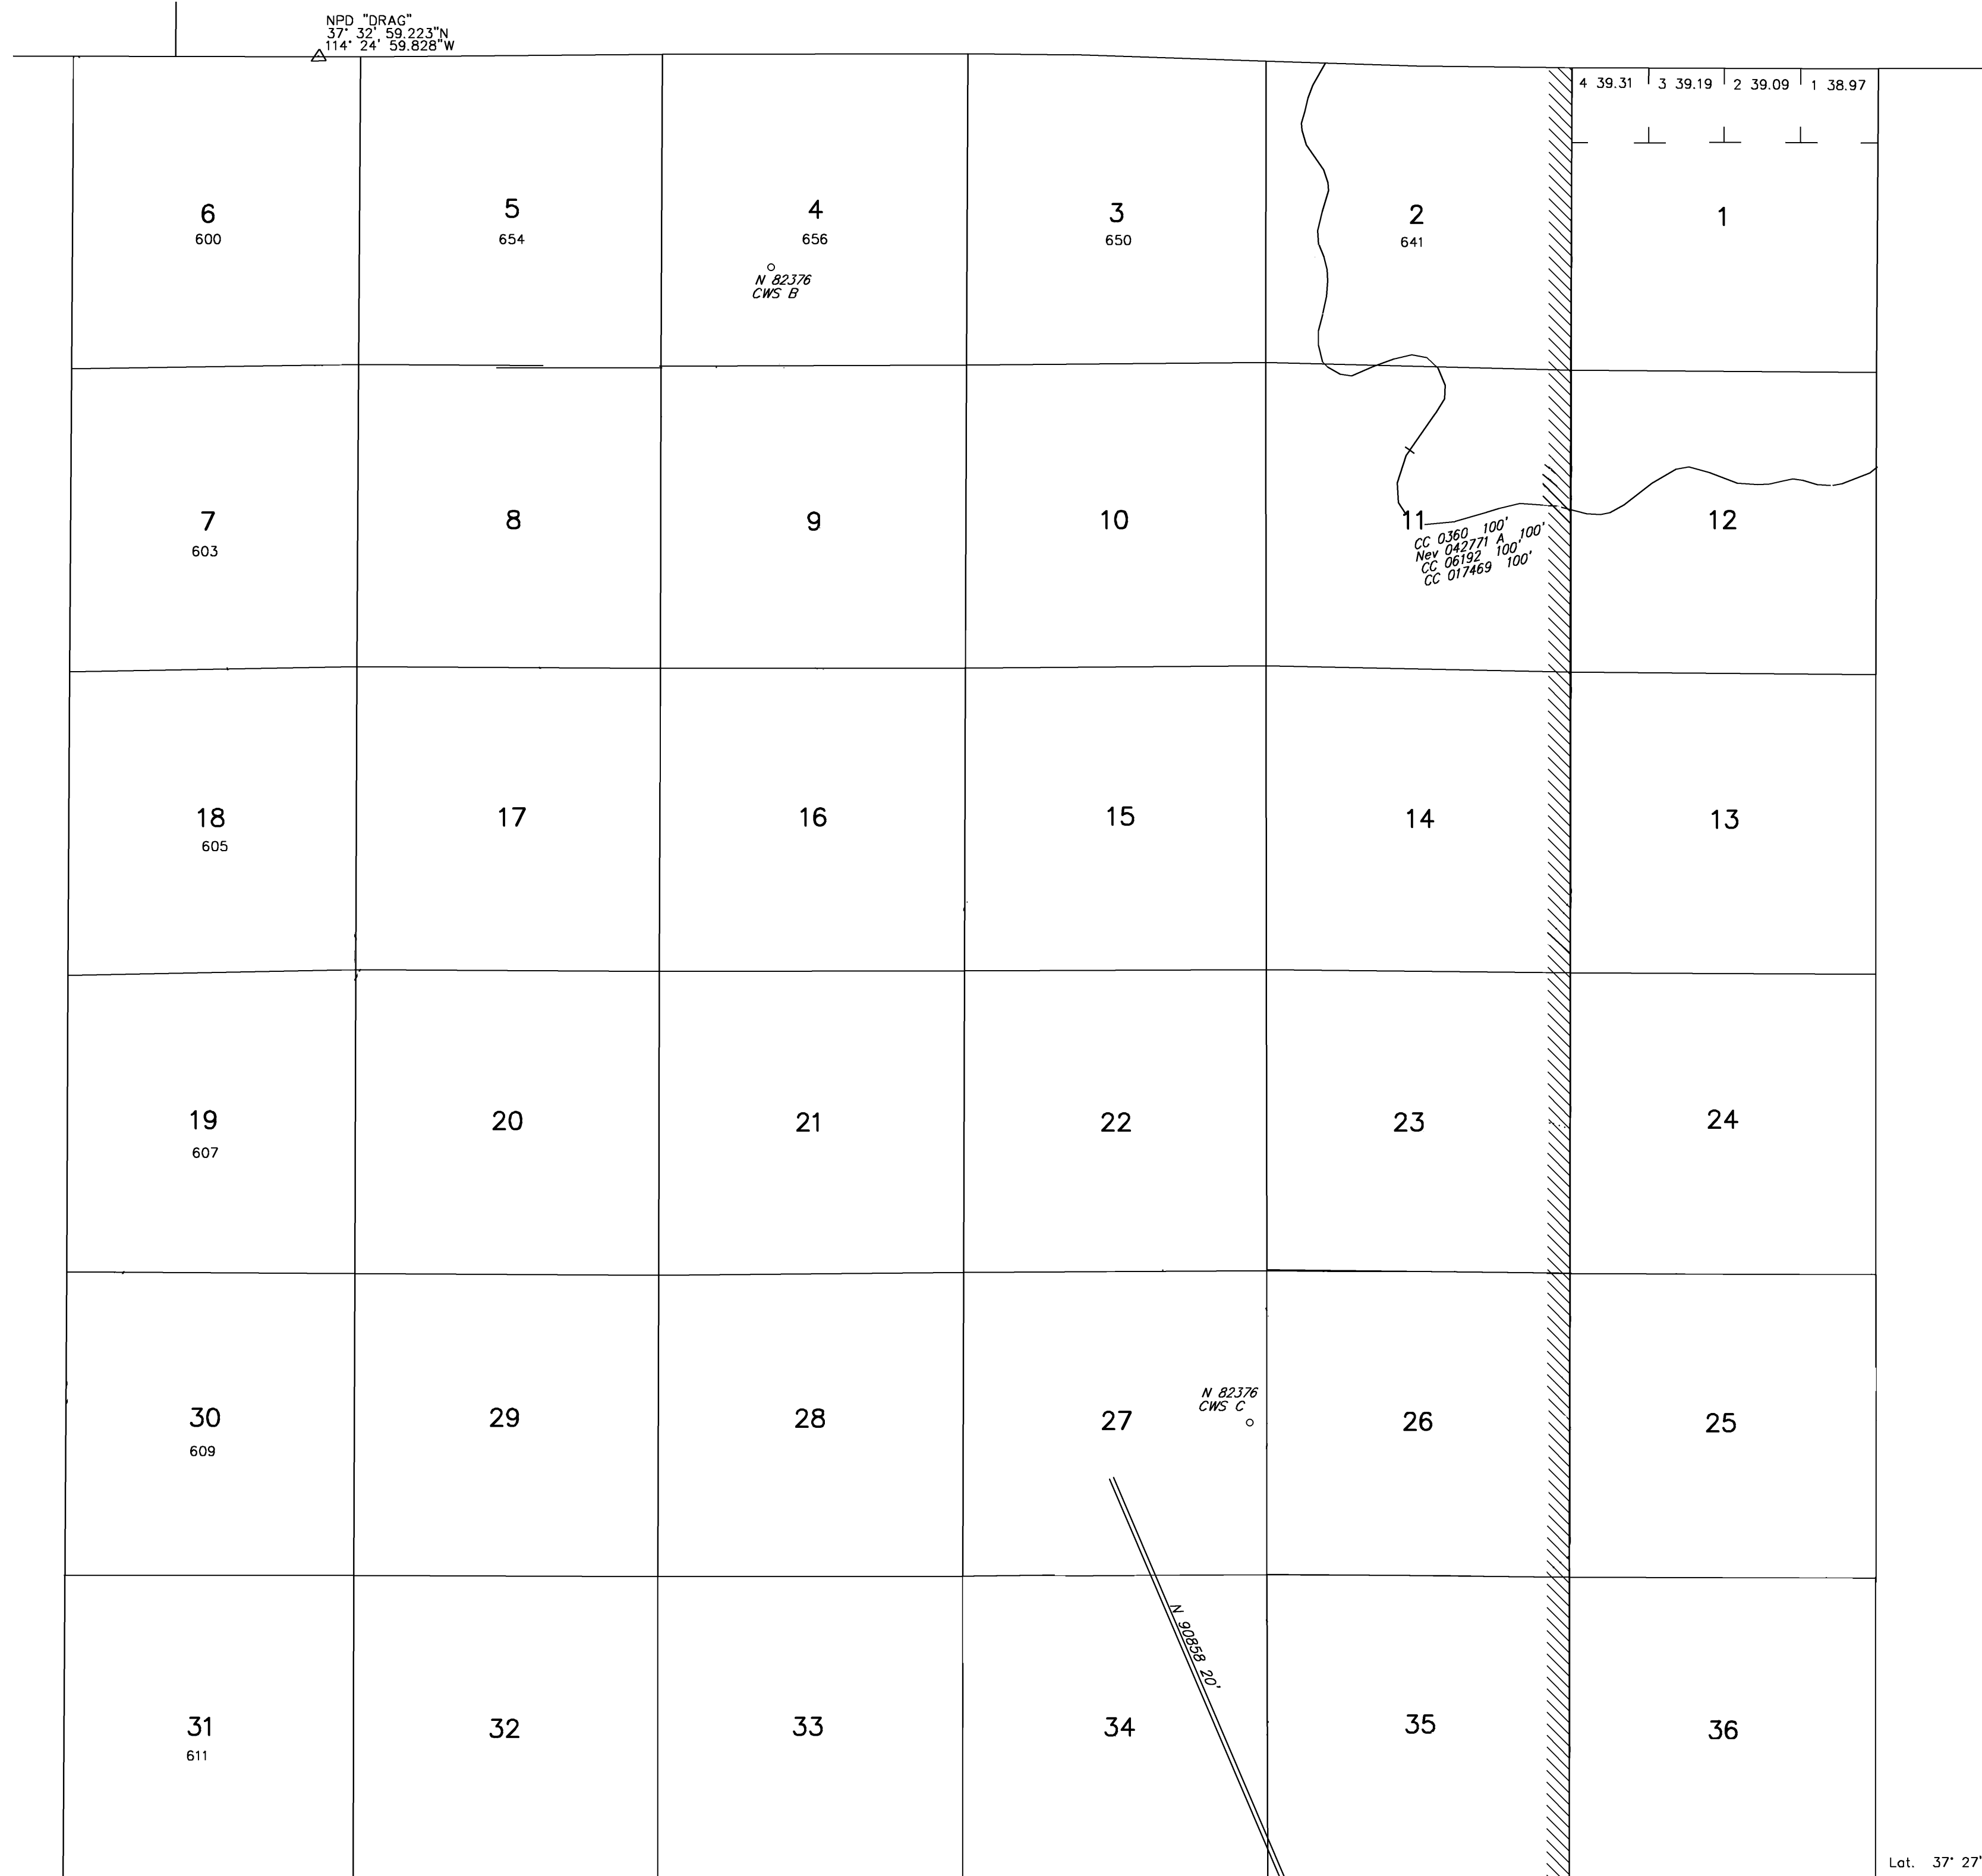 NPD "DRAG"
37° 32' 59.223"N
114° 24' 59.828"W
4 39.31 3 39.19 2 39.09 1 38.97
6 5 4 3 2 1
600 654 656 650 641
N 82376
CWS B
7 8 9 10 11 12
603
CC 0360 100'
Nev 042771 A 100'
CC 06192 100'
CC 017469 100'
18 17 16 15 14 13
605
19 20 21 22 23 24
607
N 82376
CWS C
30 29 28 27 26 25
609
N 90858 20'
31 32 33 34 35 36
611
Lat. 37° 27'